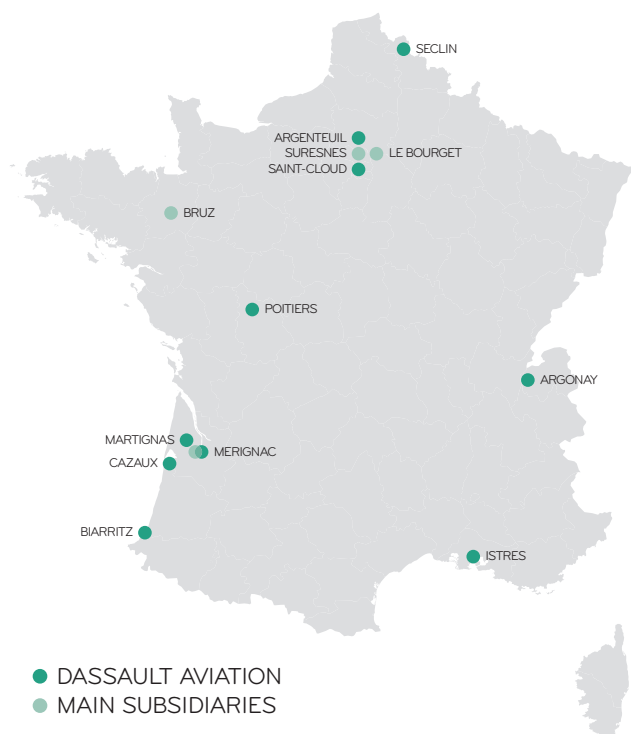 SECLIN
ARGENTEUIL
SURESNES
LE BOURGET
SAINT-CLOUD
BRUZ
POITIERS
ARGONAY
MARTIGNAS
MERIGNAC
CAZAUX
BIARRITZ
ISTRES
DASSAULT AVIATION
MAIN SUBSIDIARIES